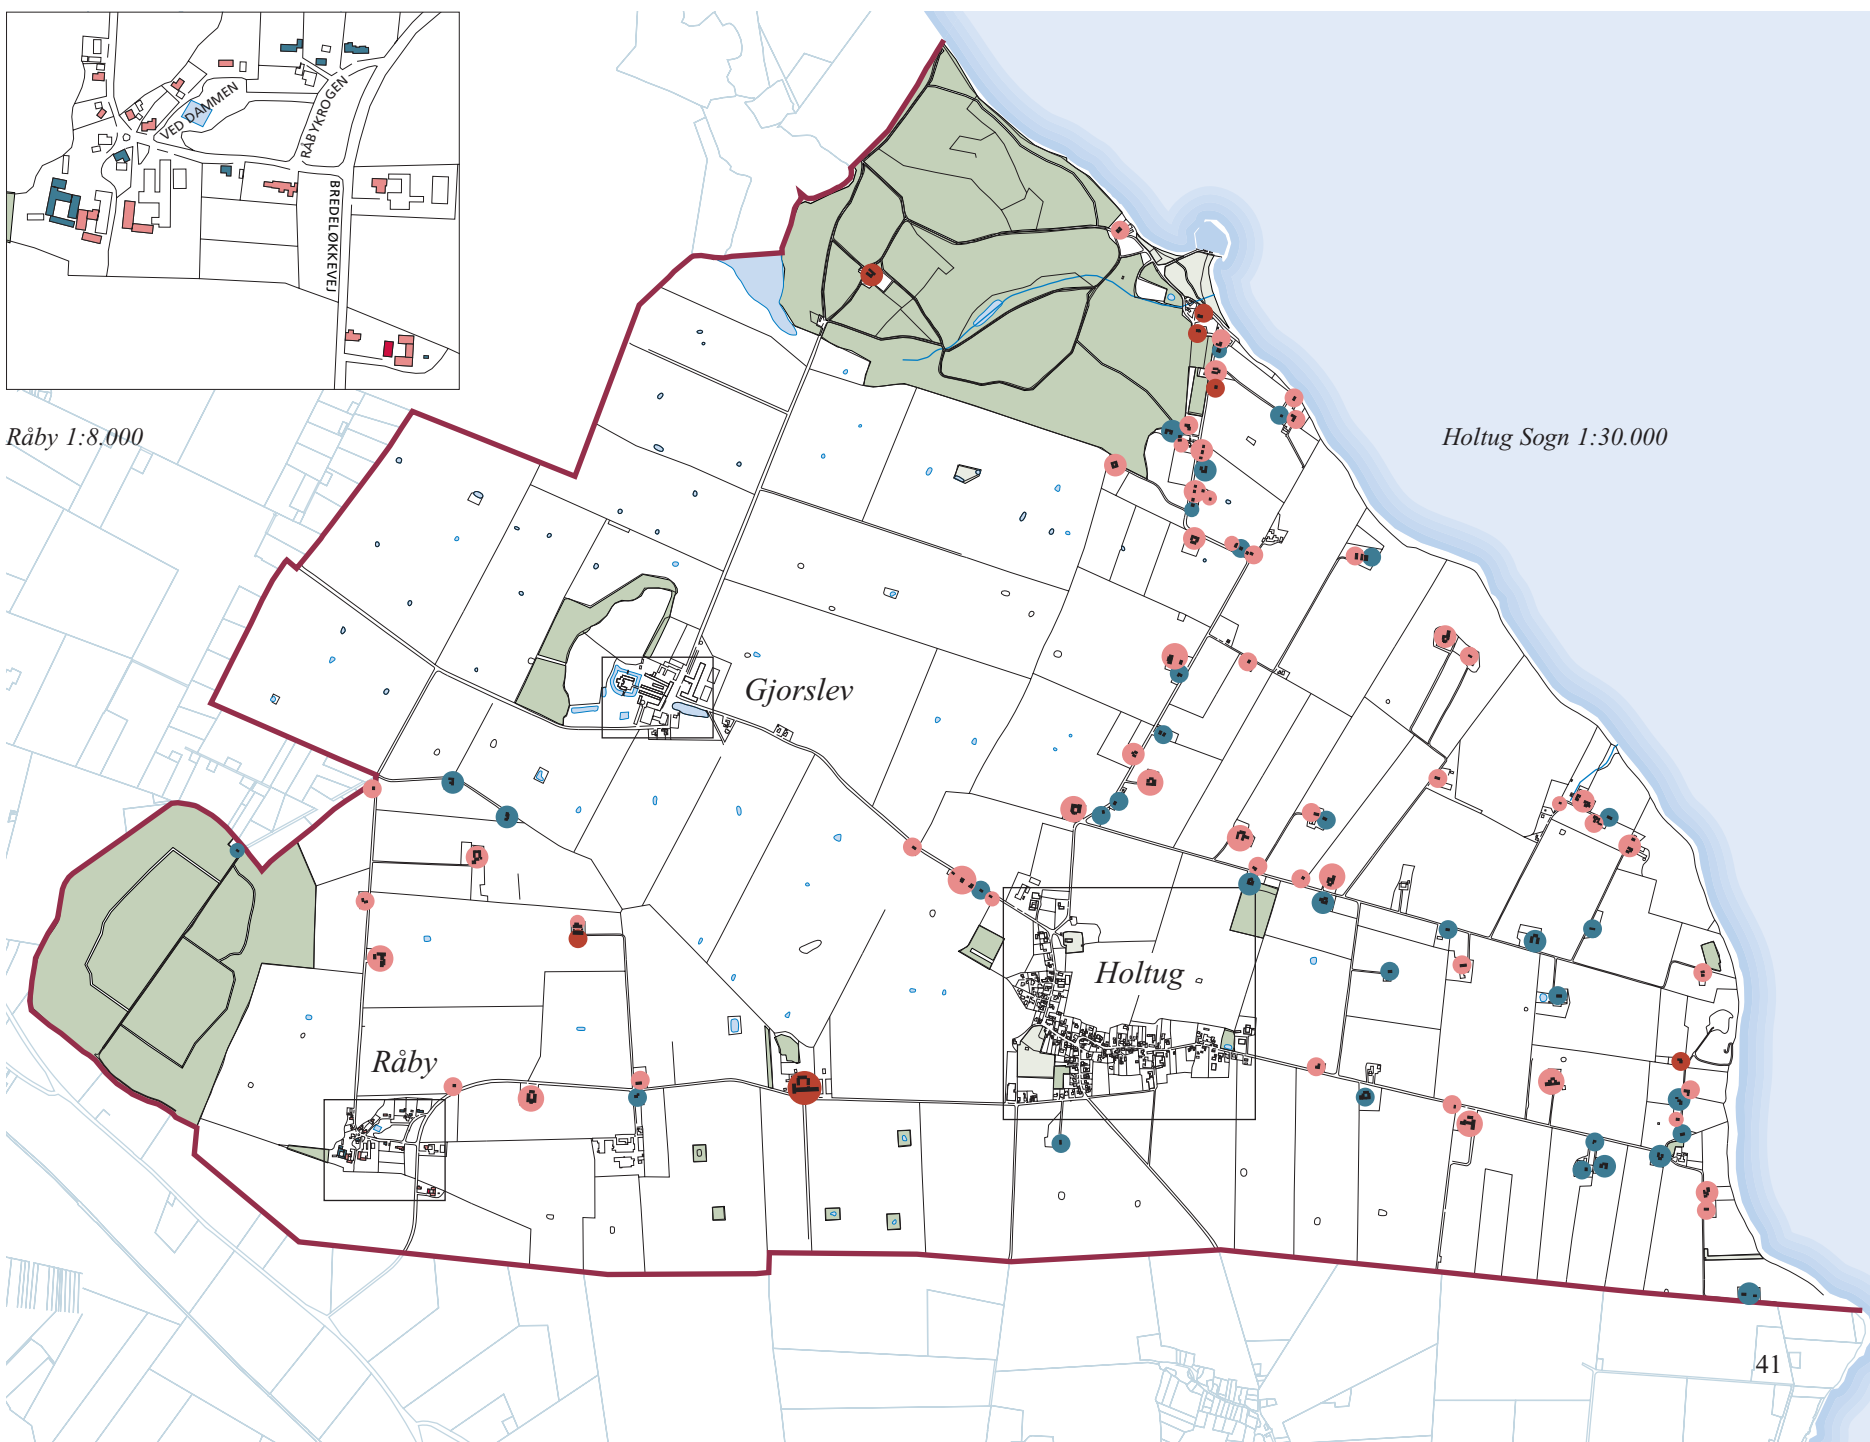 VED DAMMEN
RÅBYKROGEN
BREDELØKKEVEJ
Råby 1:8.000
Holtug Sogn 1:30.000
Gjorslev
Holtug
Råby
41